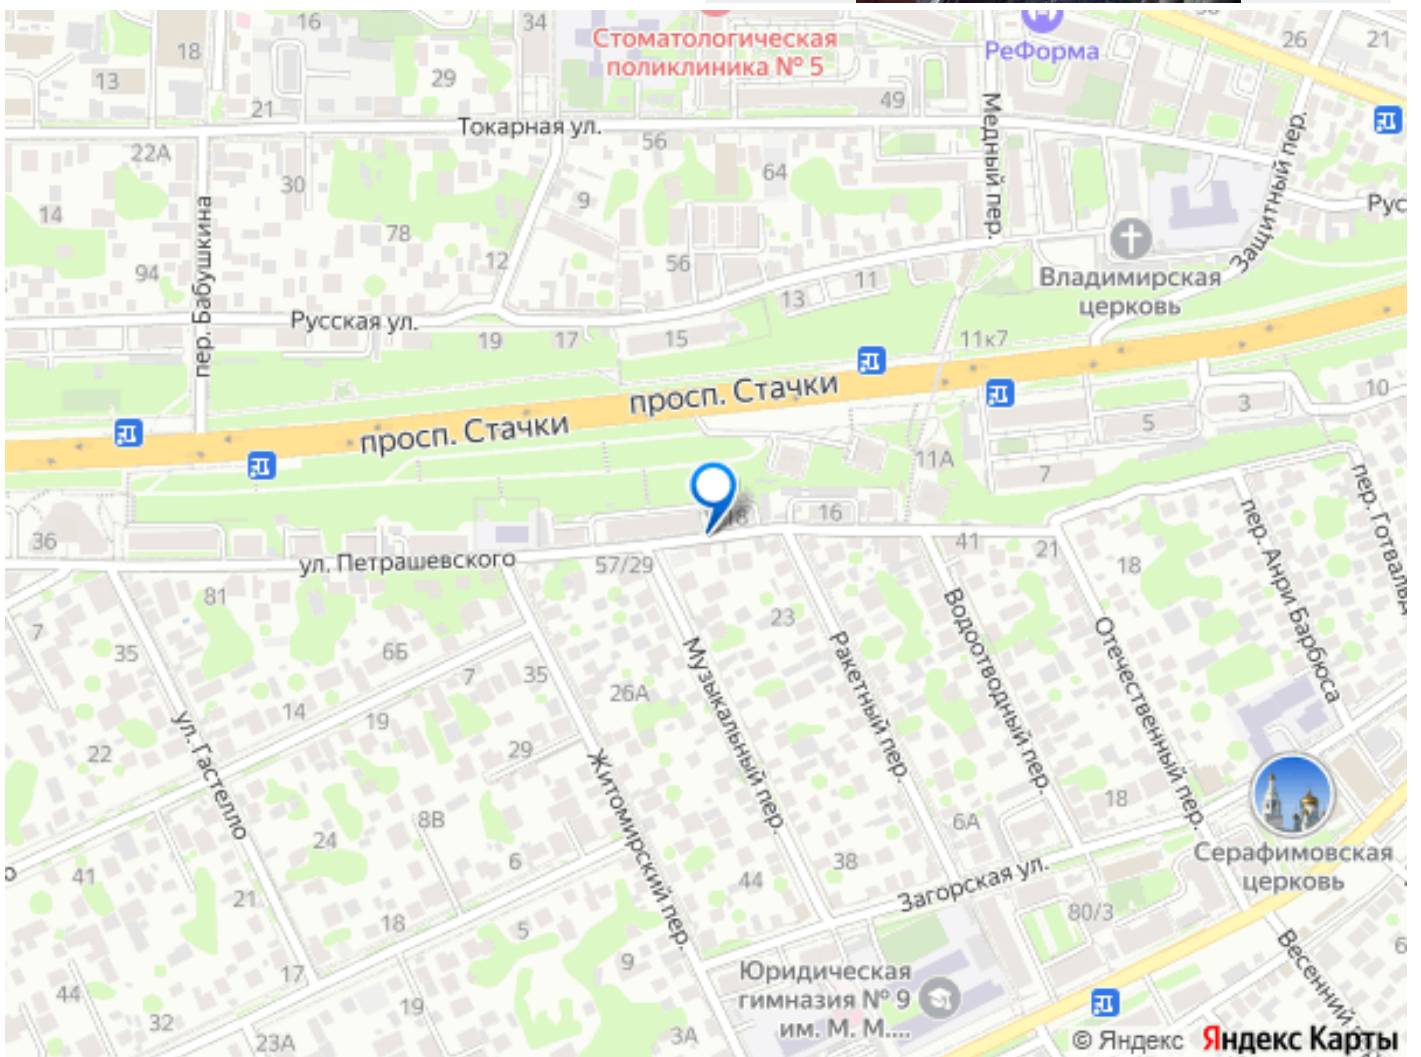 16
34
Стоматологическая
поликлиника № 5
РеФорма
26
21
18
13
29
49
21
Токарная ул.
56
Медный пер.
Защитный пер.
22А
30
64
9
14
пер. Бабушкина
78
Рус
94
12
56
11
13
Владимирская
церковь
Русская ул.
19
17
15
11к7
просп. Стачки
просп. Стачки
10
3
5
11А
7
36
18
16
ул. Петрашевского
57/29
41
21
18
пер. Анри Барбюса
пер. Готвальд
81
7
35
6Б
7
35
23
26А
Музыкальный пер.
Ракетный пер.
Водоотводный пер.
Отечественный пер.
14
19
22
ул. Гастелло
29
Житомирский пер.
24
8В
6
6А
18
38
44
Загорская ул.
80/3
Серафимовская
церковь
41
21
18
5
17
9
44
32
19
23А
3А
Юридическая
гимназия № 9
им. М. М....
Весенний
6
© Яндекс Яндекс Карты